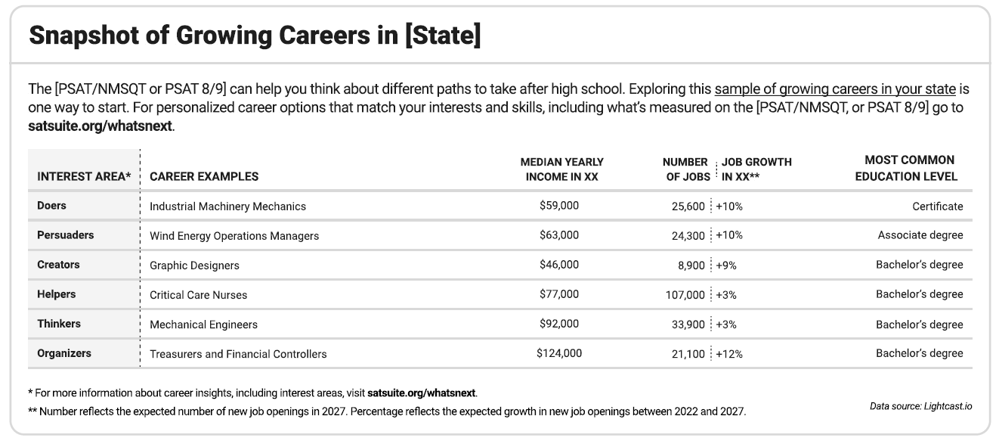 Snapshot of Growing Careers in [State]
The [PSAT/NMSQT or PSAT 8/9] can help you think about different paths to take after high school. Exploring this sample of growing careers in your state is
one way to start. For personalized career options that match your interests and skills, including what's measured on the [PSAT/NMSQT, or PSAT 8/9] go to
satsuite.org/whatsnext.
INTEREST AREA* CAREER EXAMPLES MEDIAN YEARLY INCOME IN XX NUMBER OF JOBS JOB GROWTH IN XX** MOST COMMON EDUCATION LEVEL
Doers Industrial Machinery Mechanics $59,000 25,600 +10% Certificate
Persuaders Wind Energy Operations Managers $63,000 24,300 +10% Associate degree
Creators Graphic Designers $46,000 8,900 +9% Bachelor's degree
Helpers Critical Care Nurses $77,000 107,000 +3% Bachelor's degree
Thinkers Mechanical Engineers $92,000 33,900 +3% Bachelor's degree
Organizers Treasurers and Financial Controllers $124,000 21,100 +12% Bachelor's degree
* For more information about career insights, including interest areas, visit satsuite.org/whatsnext.
** Number reflects the expected number of new job openings in 2027. Percentage reflects the expected growth in new job openings between 2022 and 2027.
Data source: Lightcast.io